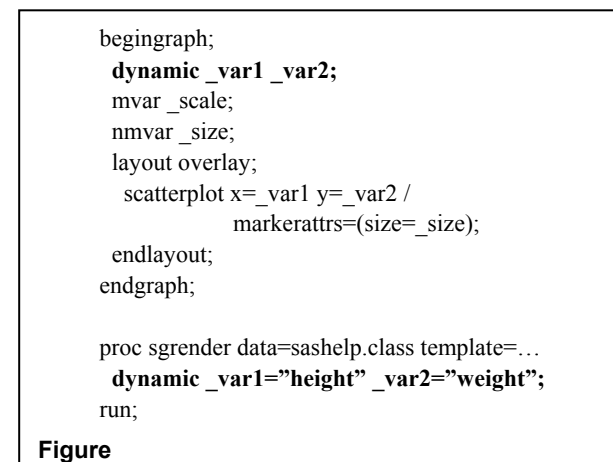 begingraph;
dynamic _var1 _var2;
mvar _scale;
nmvar _size;
layout overlay;
scatterplot x=_var1 y=_var2 /
markerattrs=(size=_size);
endlayout;
endgraph;
proc sgrender data=sashelp.class template=…
dynamic _var1=”height” _var2=”weight”;
run;
Figure